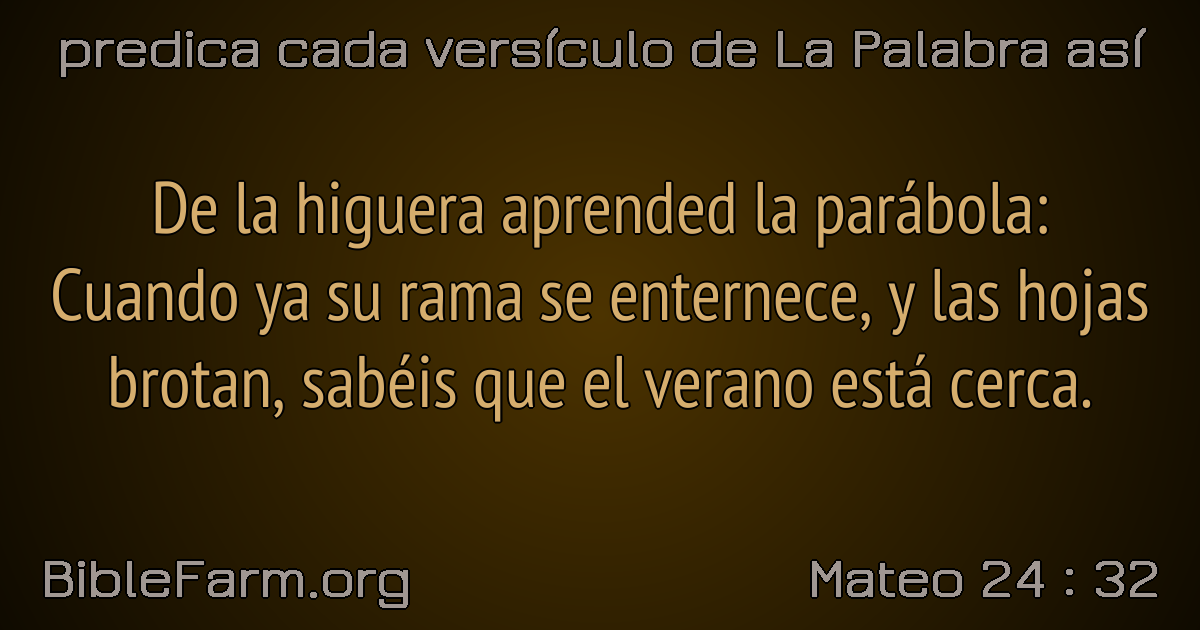 predica cada versículo de La Palabra así
De la higuera aprended la parábola:
Cuando ya su rama se enternece, y las hojas
brotan, sabéis que el verano está cerca.
BibleFarm.org
Mateo 24 : 32